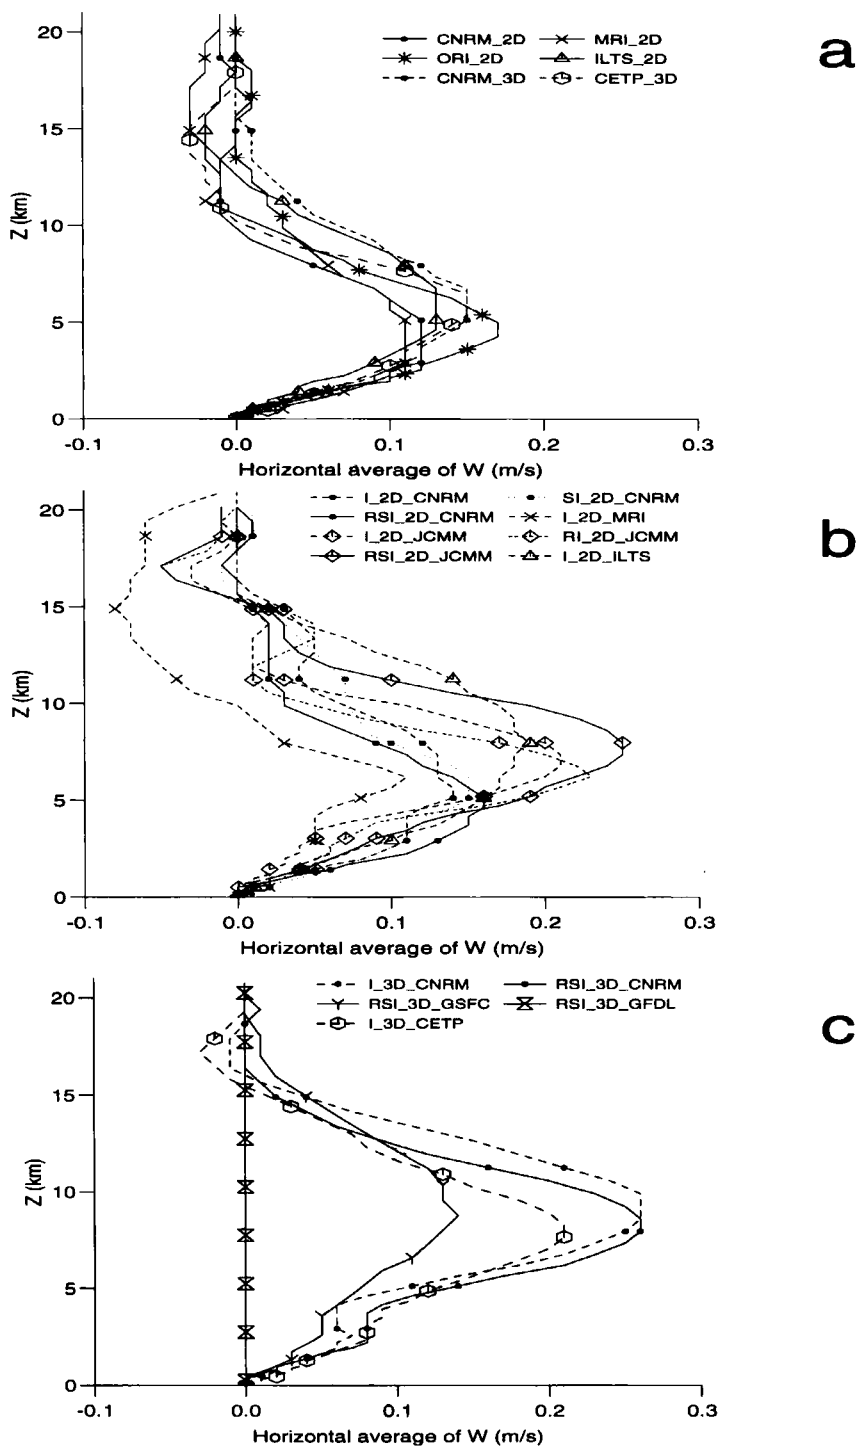 CNRM_2D MRI_2D
ORI_2D ILTS_2D
CNRM_3D CETP_3D
a
20
15
10
5
0
Z (km)
-0.1 0.0 0.1 0.2 0.3
Horizontal average of W (m/s)
I_2D_CNRM SI_2D_CNRM
RSI_2D_CNRM I_2D_MRI
I_2D_JCMM RI_2D_JCMM
RSI_2D_JCMM I_2D_ILTS
b
20
15
10
5
0
Z (km)
-0.1 0.0 0.1 0.2 0.3
Horizontal average of W (m/s)
I_3D_CNRM RSI_3D_CNRM
RSI_3D_GSFC RSI_3D_GFDL
I_3D_CETP
c
20
15
10
5
0
Z (km)
-0.1 0.0 0.1 0.2 0.3
Horizontal average of W (m/s)